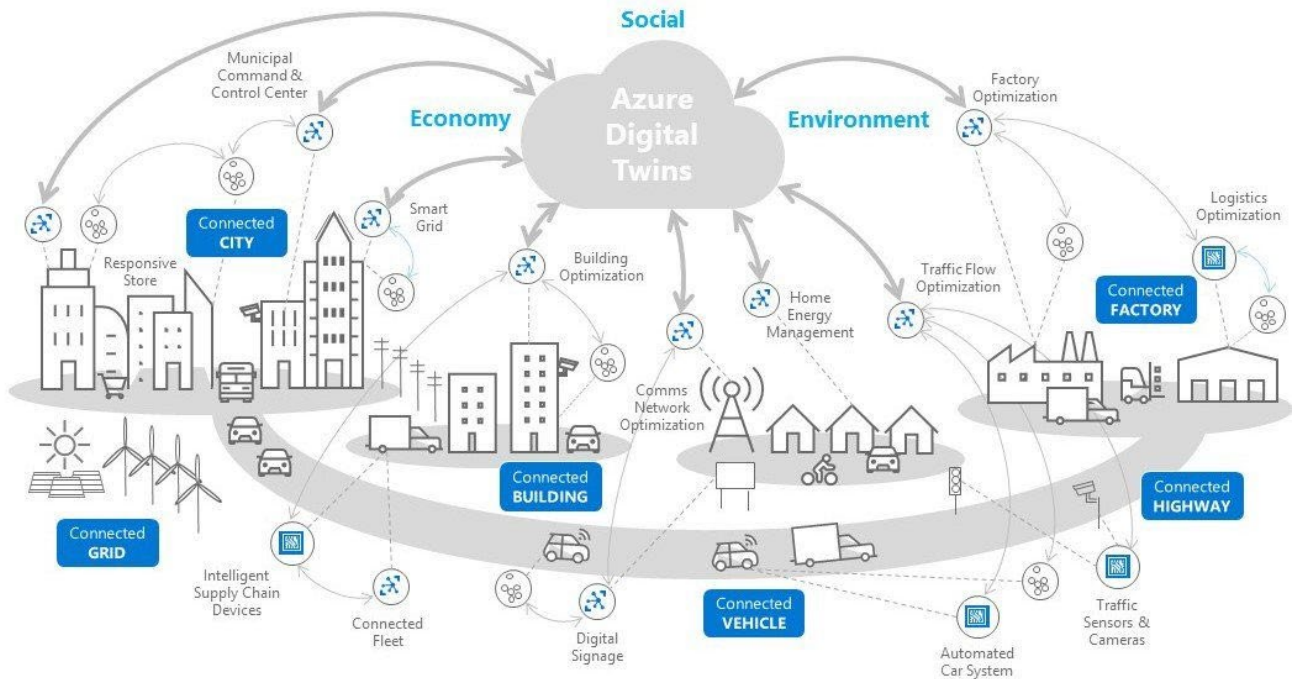 Social
Municipal
Command &
Control Center
Factory
Optimization
Economy
Azure
Digital
Twins
Environment
Connected
CITY
Smart
Grid
Logistics
Optimization
Responsive
Store
Building
Optimization
Traffic Flow
Optimization
Connected
FACTORY
Home
Energy
Management
Comms
Network
Optimization
Connected
BUILDING
Connected
HIGHWAY
Connected
GRID
Intelligent
Supply Chain
Devices
Connected
Fleet
Digital
Signage
Connected
VEHICLE
Automated
Car System
Traffic
Sensors &
Cameras